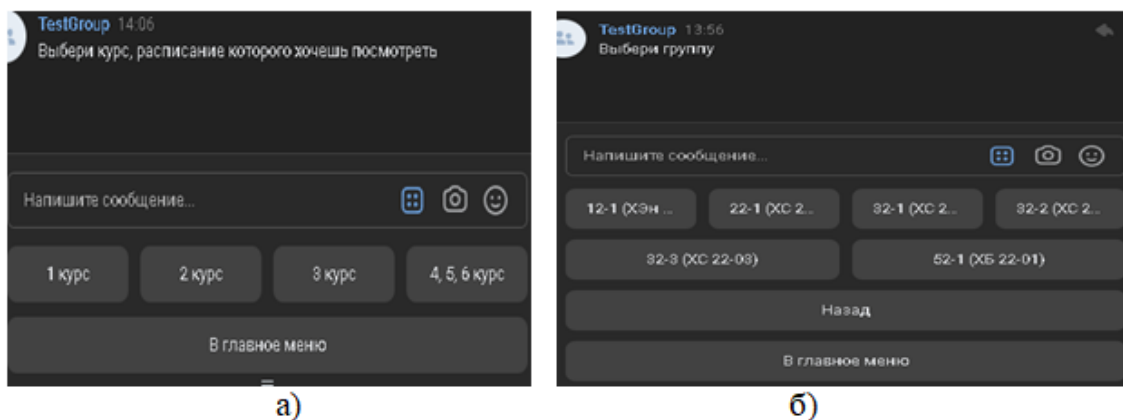 TestGroup 14:06
Выбери курс, расписание которого хочешь посмотреть
Напишите сообщение...
1 курс 2 курс 3 курс 4, 5, 6 курс
В главное меню
а)
TestGroup 13:56
Выбери группу
Напишите сообщение...
12-1 (ХЭн ... 22-1 (ХС 2... 32-1 (ХС 2... 32-2 (ХС 2...
32-3 (ХС 22-03) 52-1 (ХБ 22-01)
Назад
В главное меню
б)